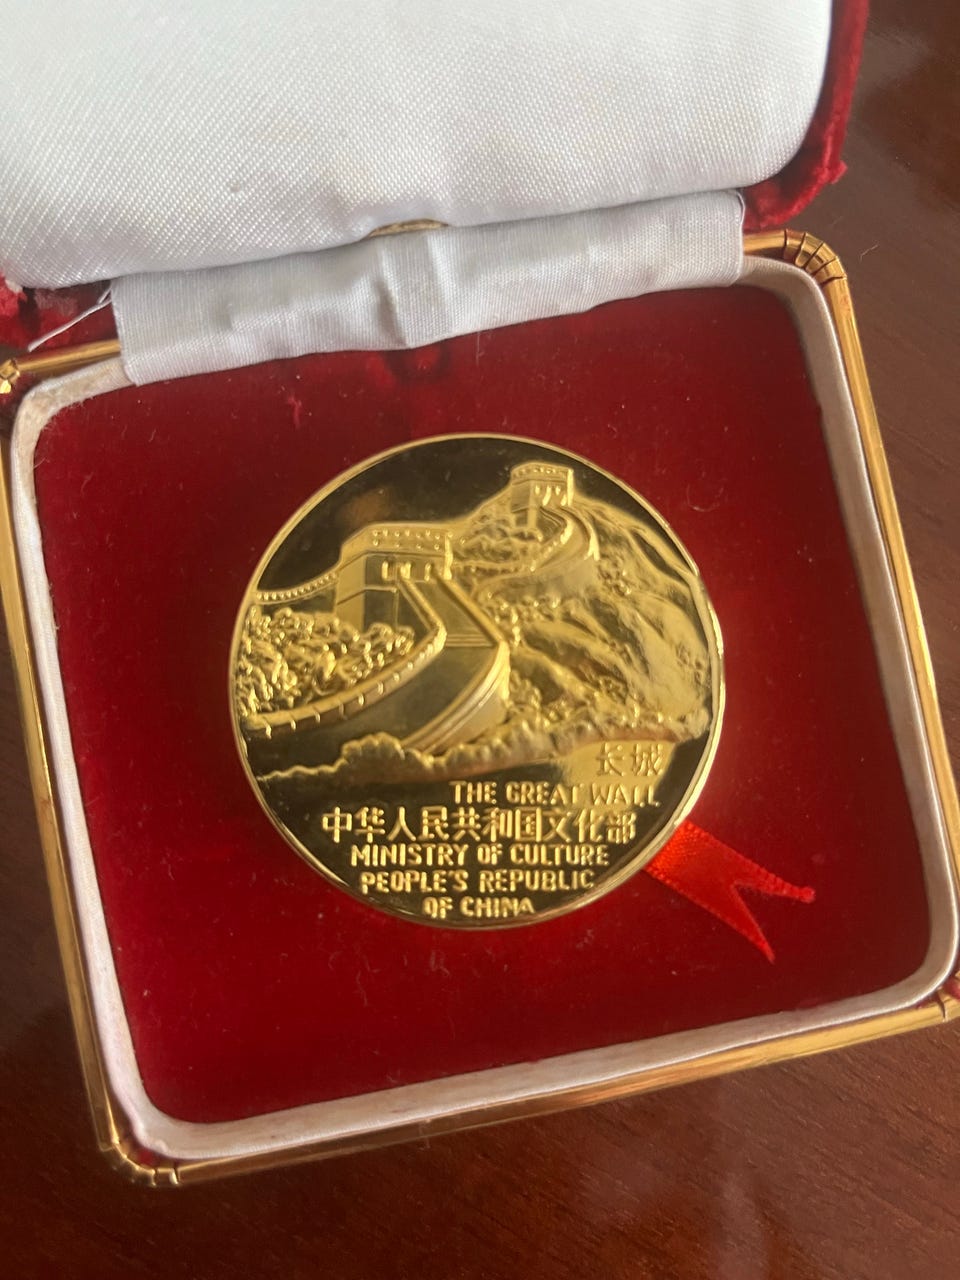 长城
THE GREAT WALL
中华人民共和国文化部
MINISTRY OF CULTURE
PEOPLE'S REPUBLIC
OF CHINA